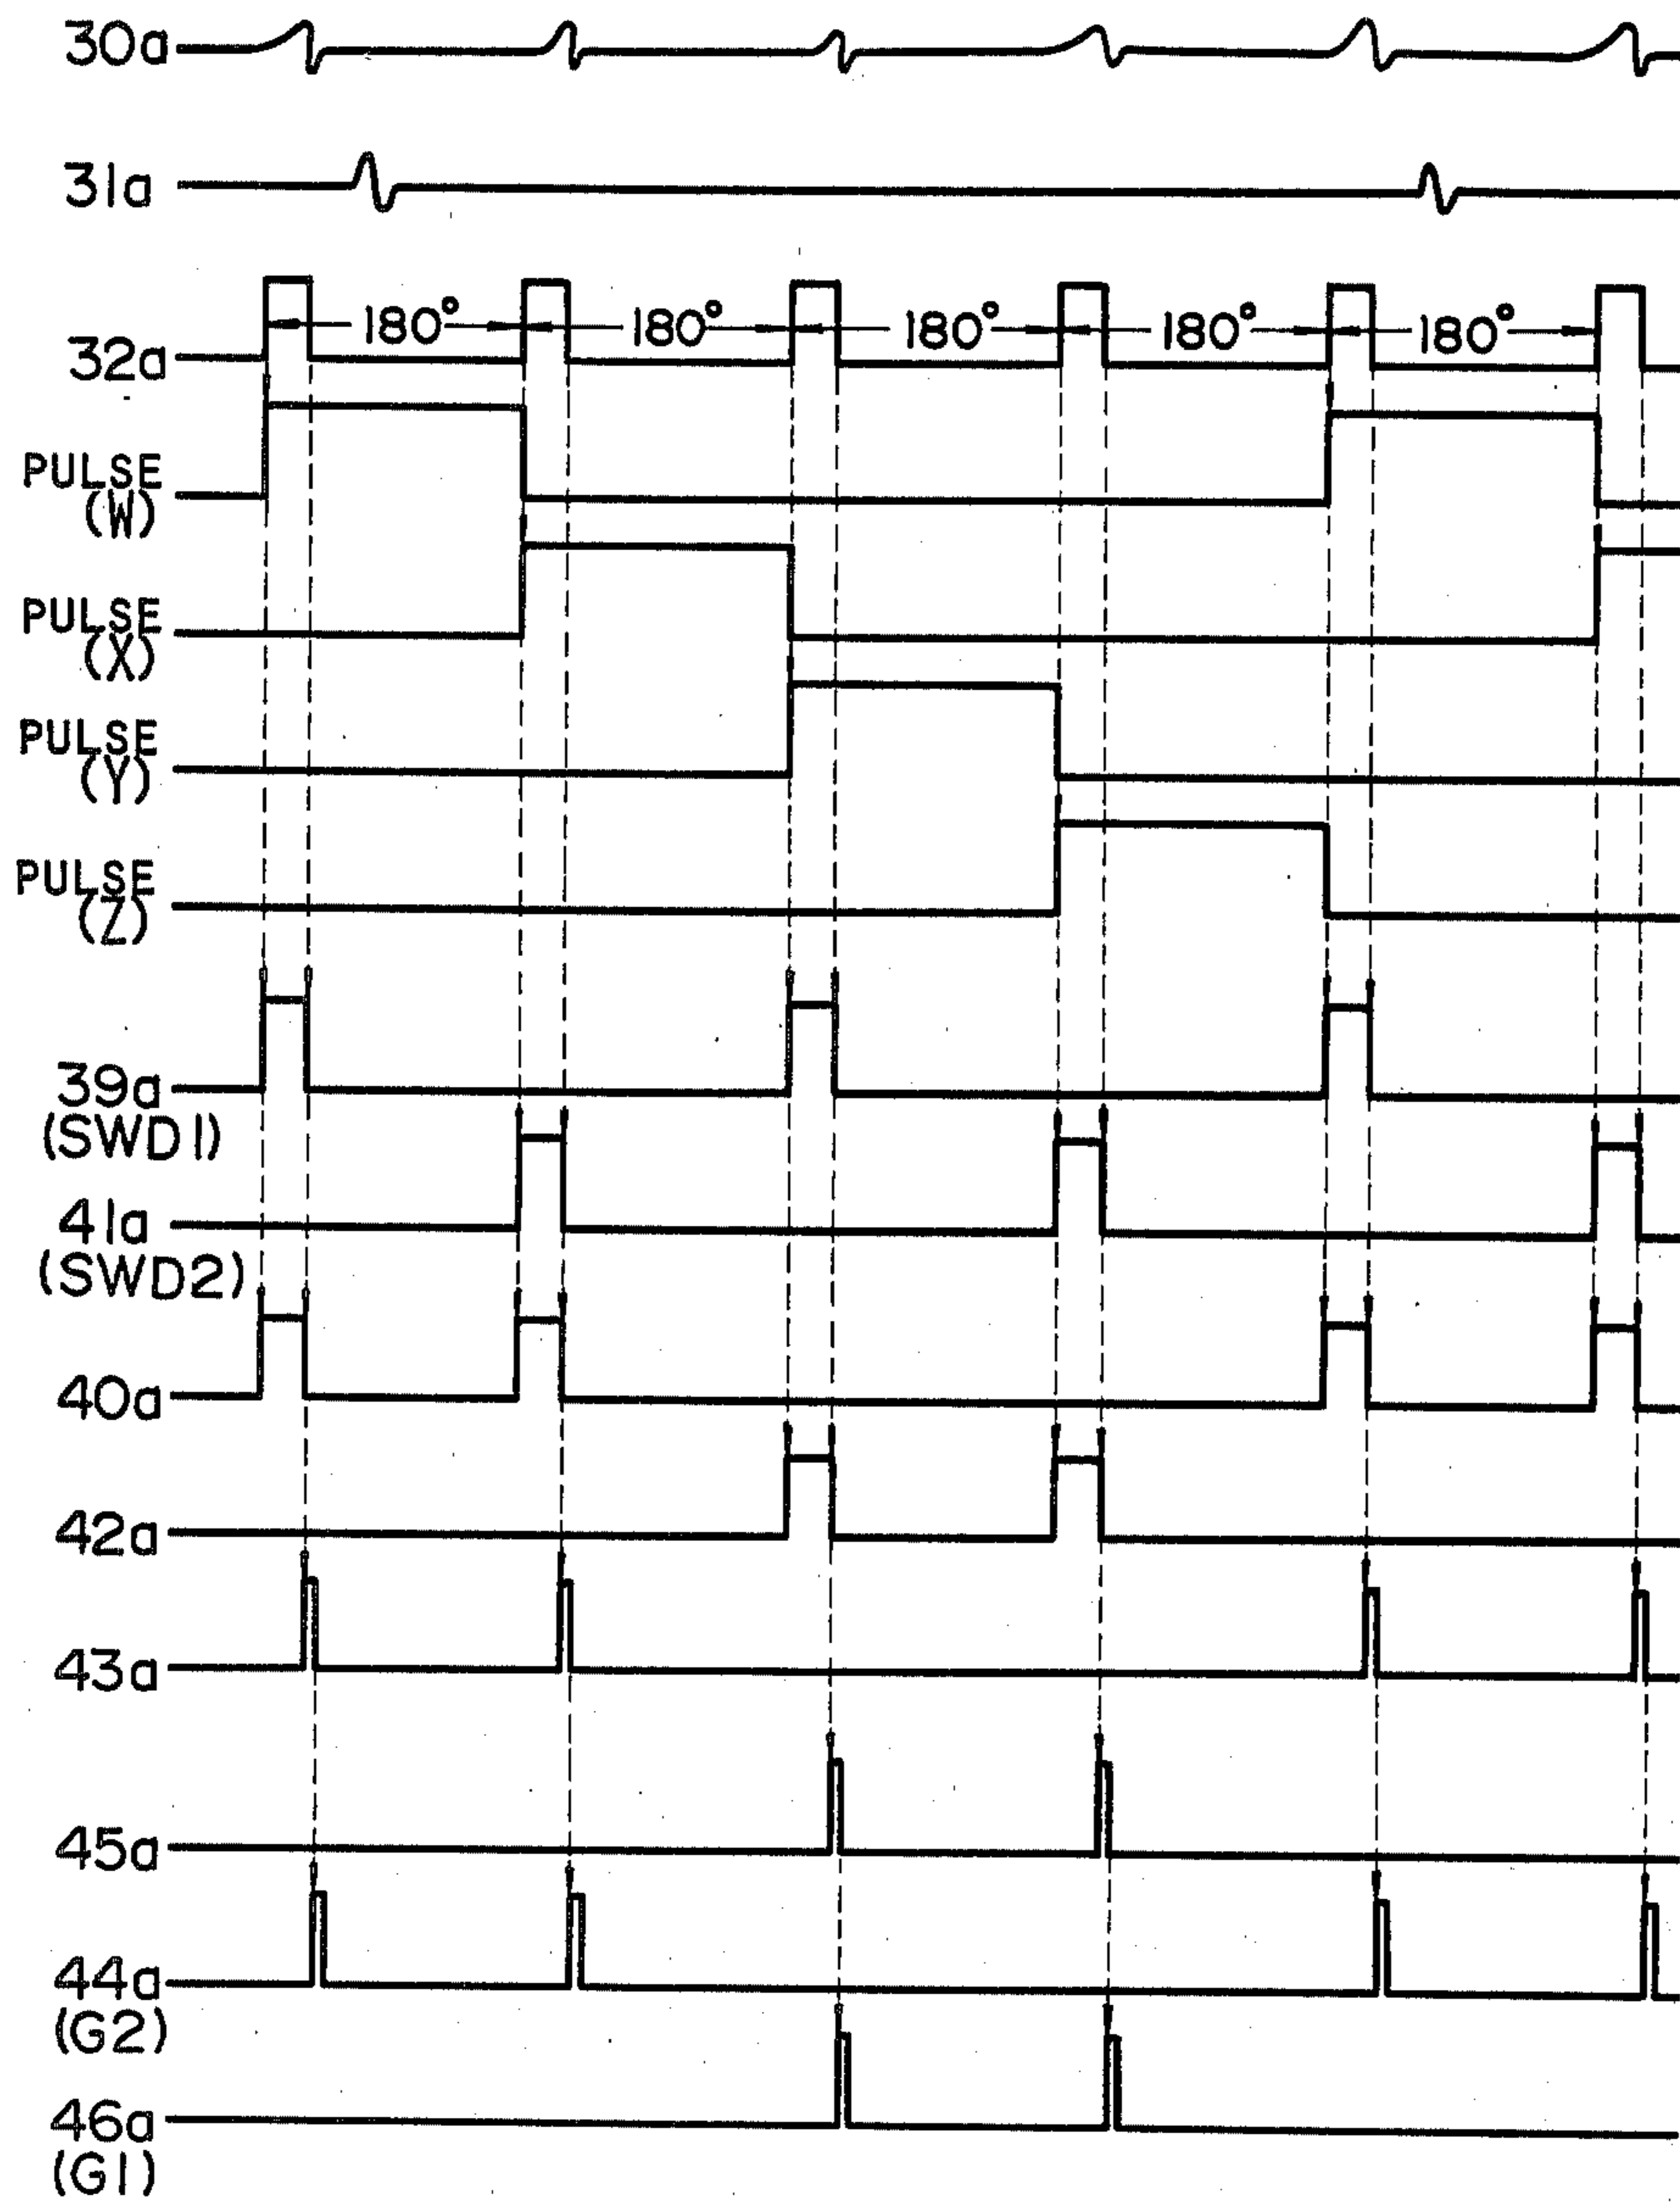 30a
31a
180° 180° 180° 180° 180°
32a
PULSE
(W)
PULSE
(X)
PULSE
(Y)
PULSE
(Z)
39a
(SWD1)
41a
(SWD2)
40a
42a
43a
45a
44a
(G2)
46a
(G1)